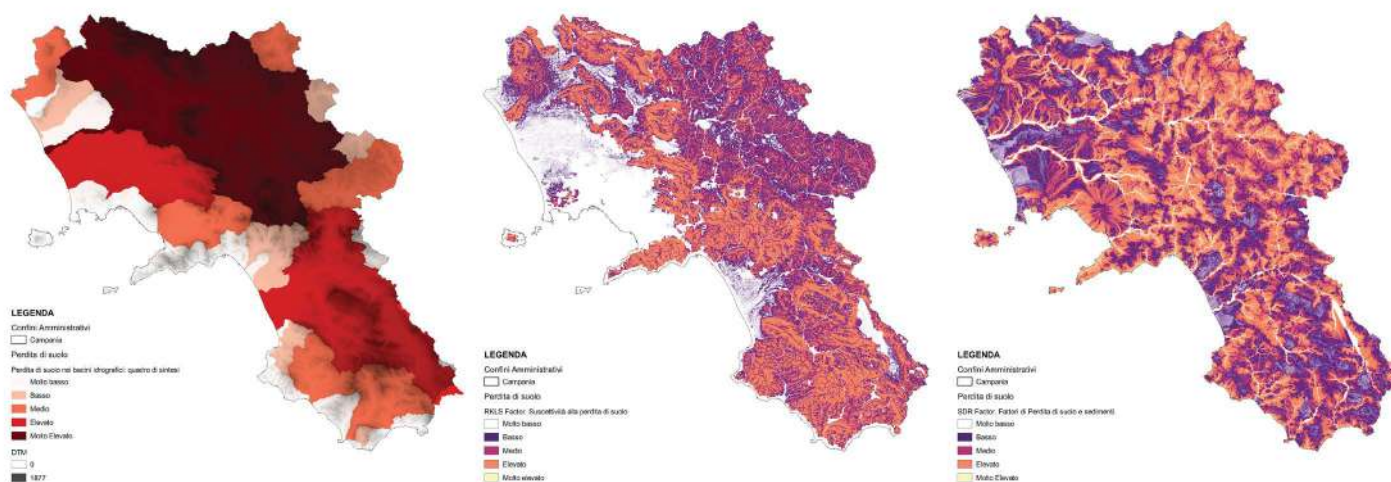 LEGENDA
Confini Amministrativi
Campania
Perdita di suolo
Perdita di suolo nei bacini idrografici: quadro di sintesi
Molto basso
Basso
Medio
Elevato
Molto Elevato
DTM
0
1877
LEGENDA
Confini Amministrativi
Campania
Perdita di suolo
RKLS Factor: Suscettività alla perdita di suolo
Molto basso
Basso
Medio
Elevato
Molto elevato
LEGENDA
Confini Amministrativi
Campania
Perdita di suolo
SDR Factor: Fattori di Perdita di suolo e sedimenti
Molto basso
Basso
Medio
Elevato
Molto Elevato